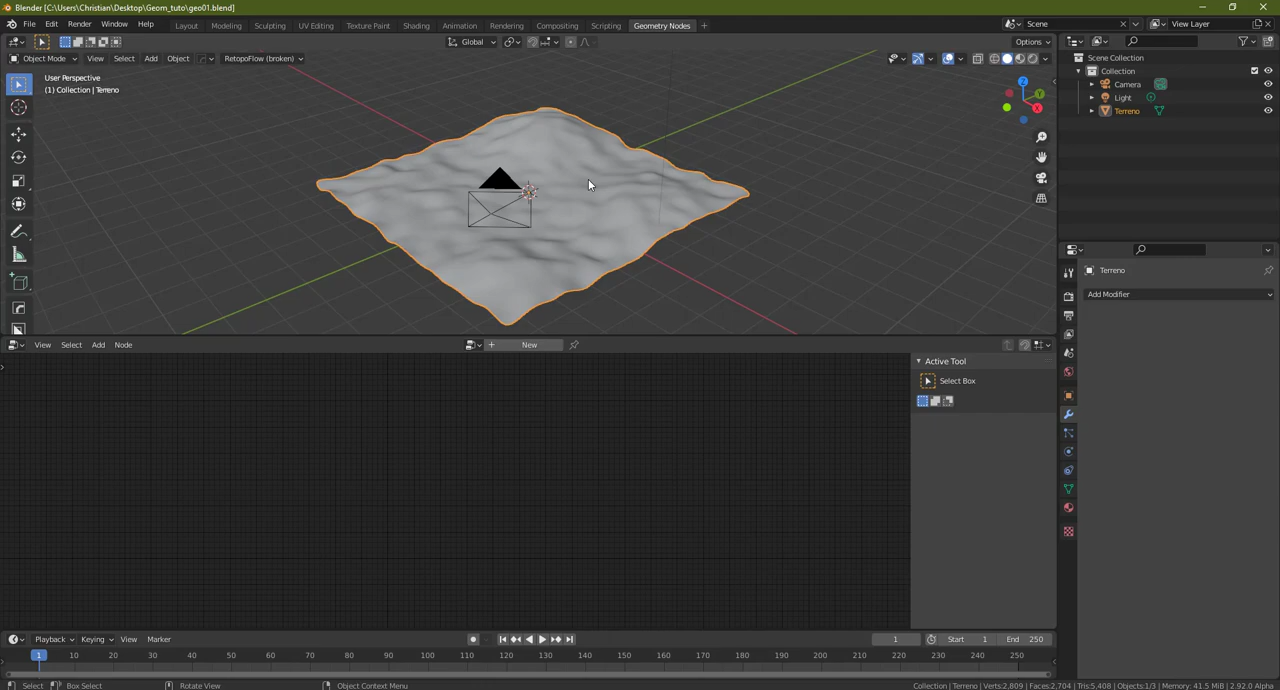 Blender [C:\Users\Christian\Desktop\Geom_tuto\geo01.blend]
File Edit Render Window Help Layout Modeling Sculpting UV Editing Texture Paint Shading Animation Rendering Compositing Scripting Geometry Nodes + Scene View Layer
Global Options
Object Mode View Select Add Object RetopoFlow (broken)
User Perspective
(1) Collection | Terreno
X
Y
Z
Scene Collection
Collection
Camera
Light
Terreno
Terreno
Add Modifier
View Select Add Node + New
Active Tool
Select Box
Playback Keying View Marker 1 Start 1 End 250
1 10 20 30 40 50 60 70 80 90 100 110 120 130 140 150 160 170 180 190 200 210 220 230 240 250
Select Box Select Rotate View Object Context Menu Collection | Terreno | Verts:2,809 | Faces:2,704 | Tris:5,408 | Objects:1/3 | Memory: 41.5 MiB | 2.92.0 Alpha